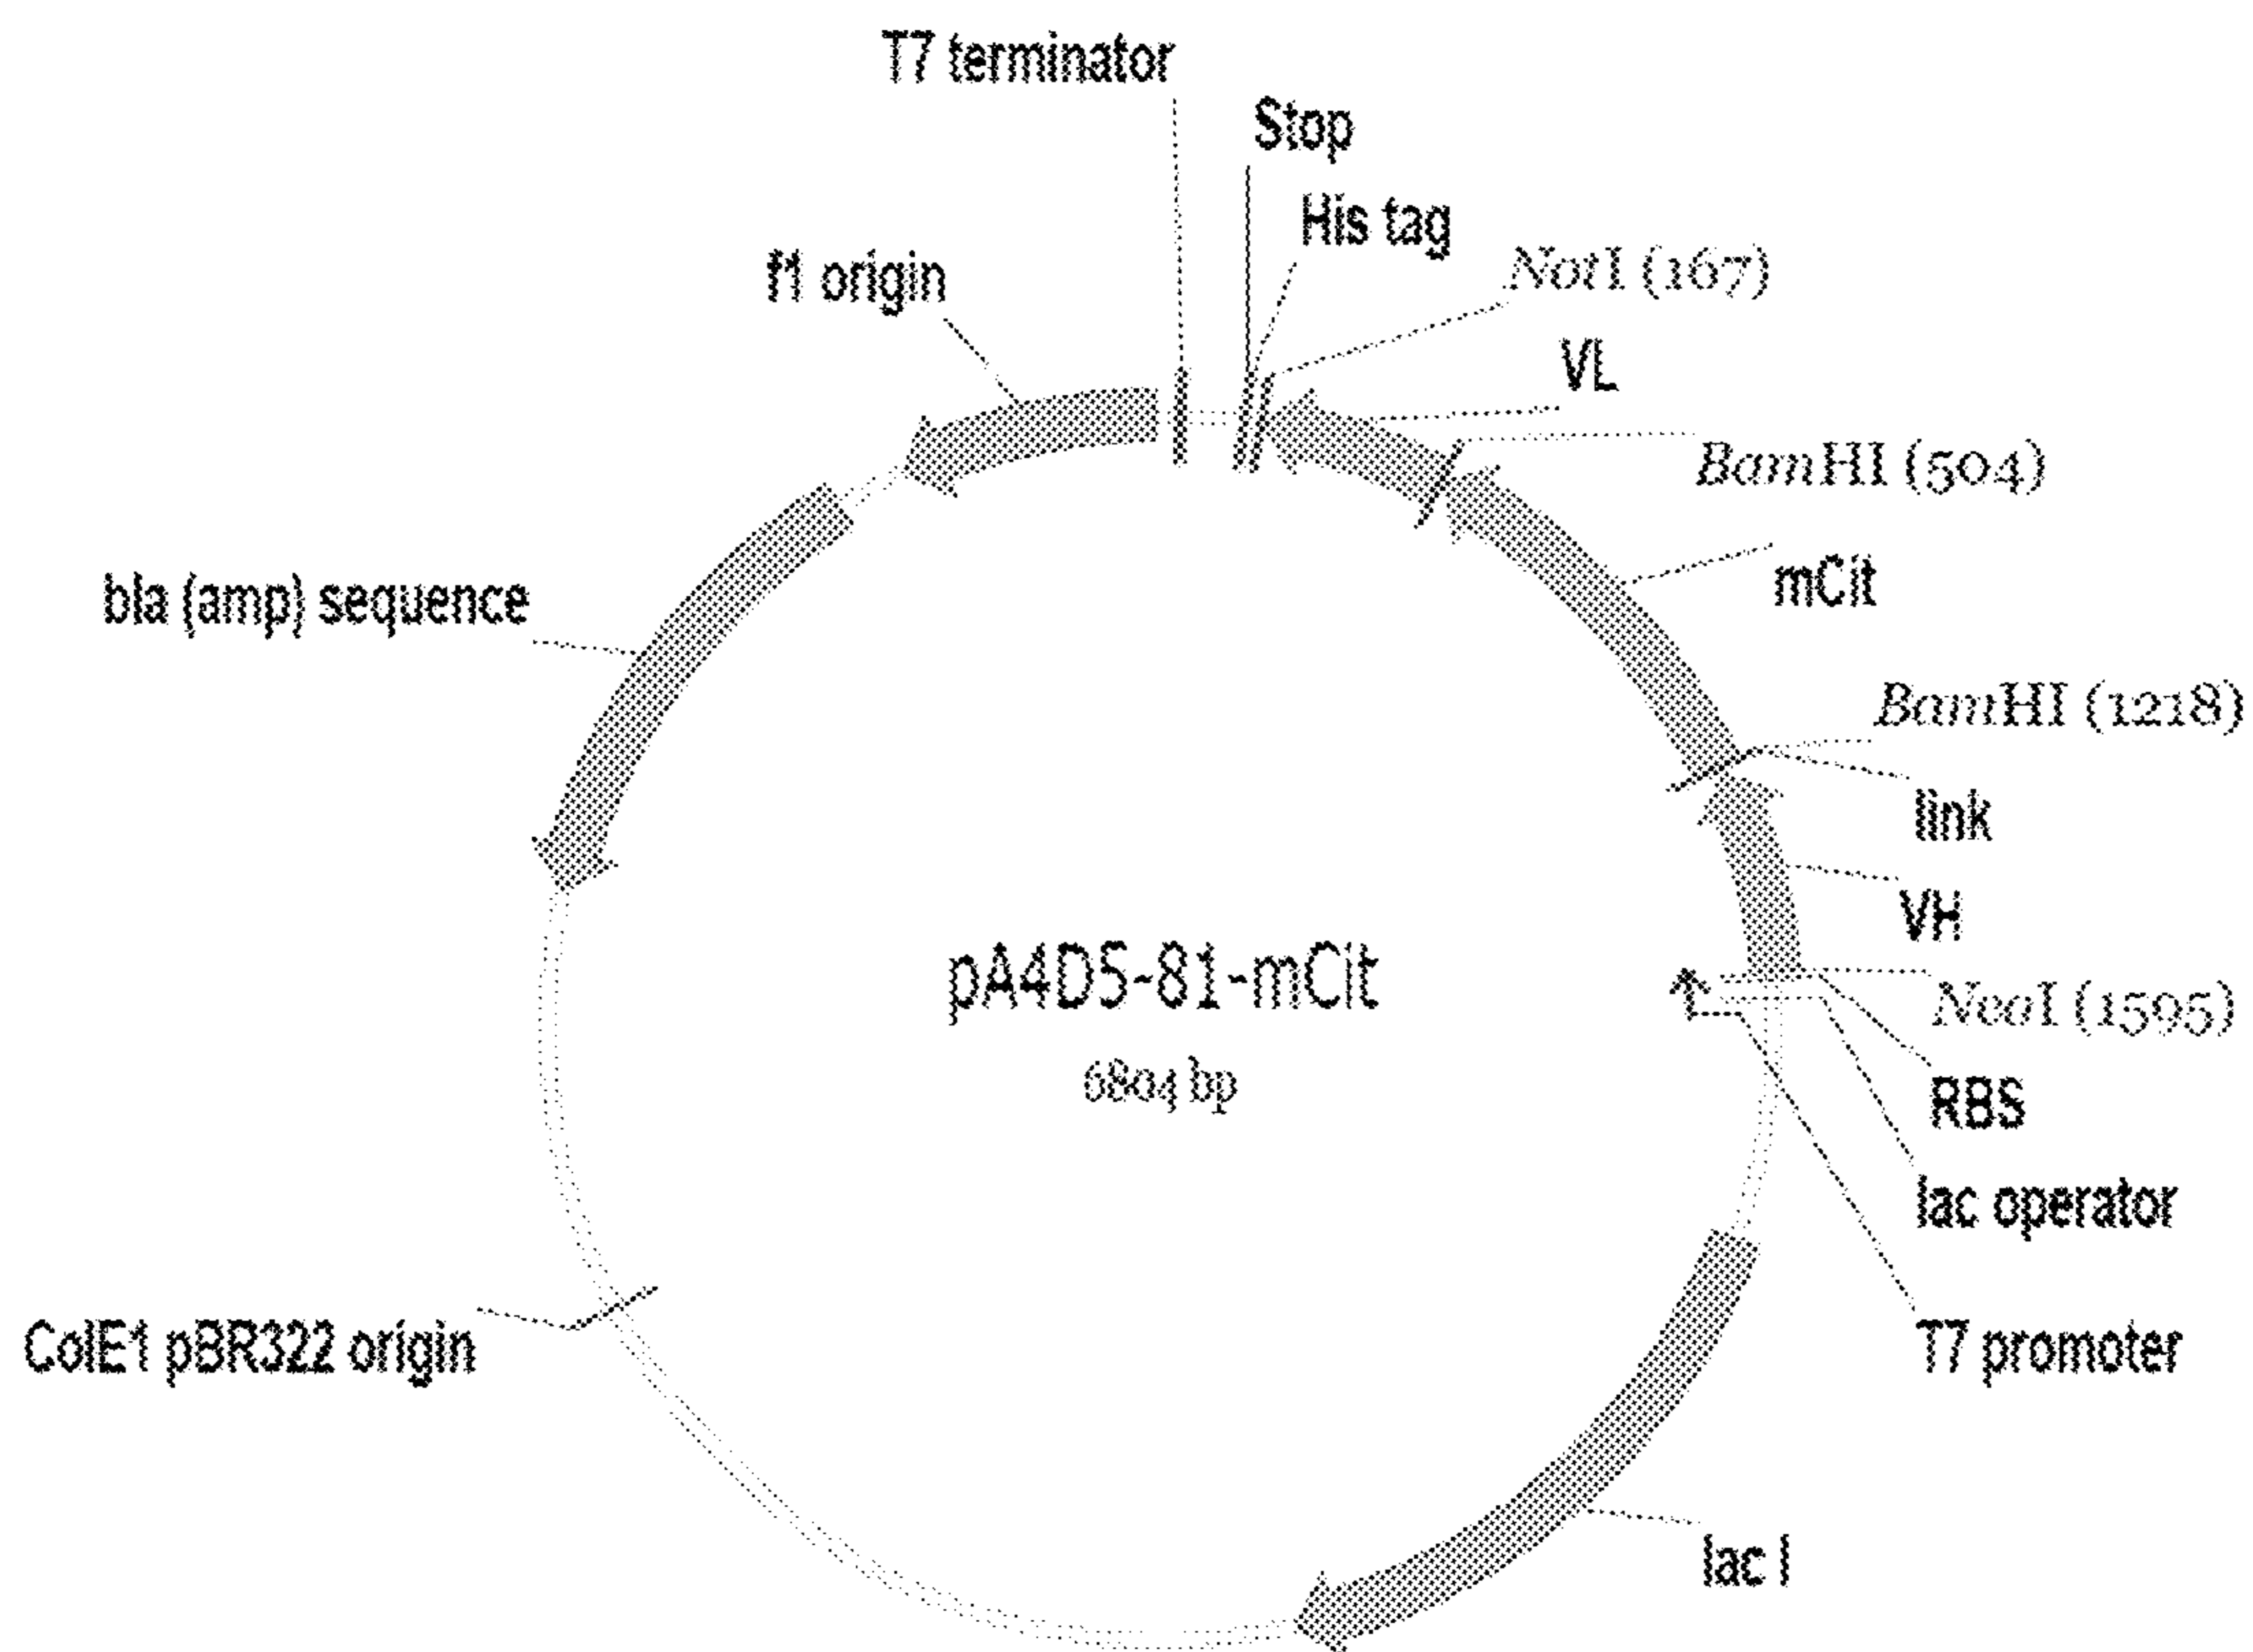 T7 terminator
Stop
His tag
f1 origin
NotI (167)
VL
BamHI (504)
mCit
bla (amp) sequence
BamHI (1218)
link
VH
pA4D5-81-mCit
6804 bp
NcoI (1595)
RBS
lac operator
T7 promoter
ColE1 pBR322 origin
lac I